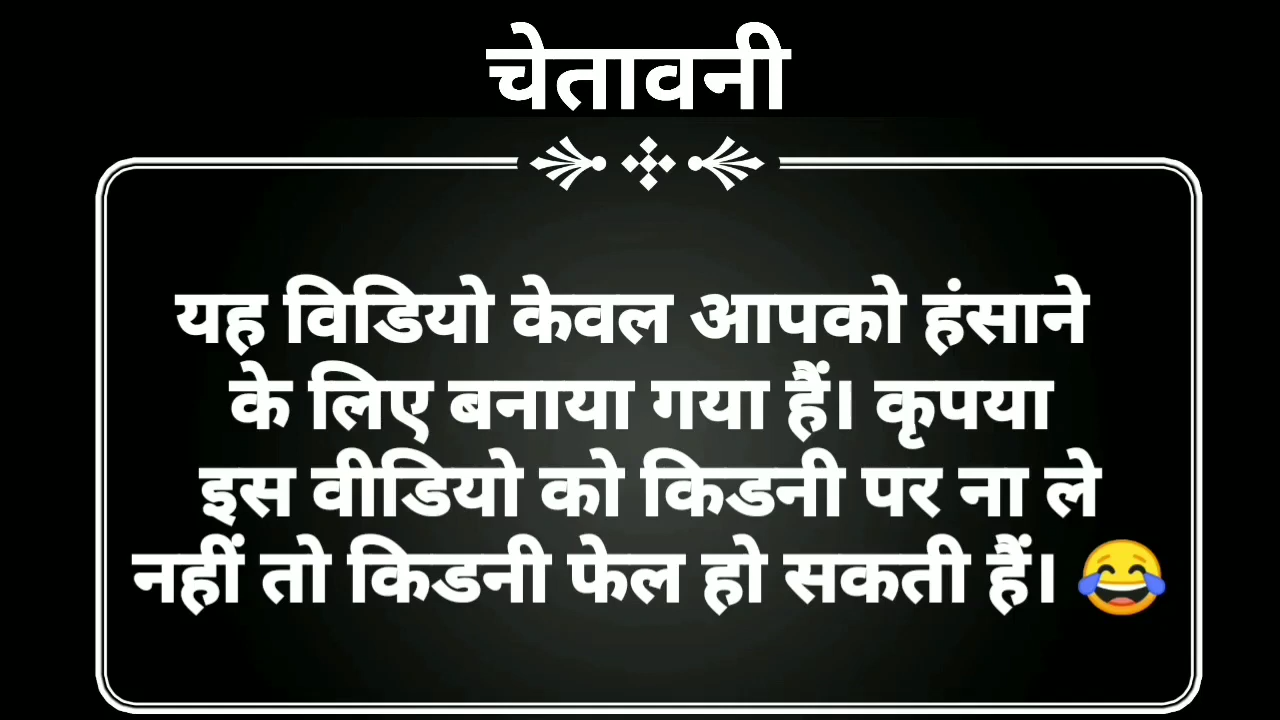 चेतावनी
यह विडियो केवल आपको हंसाने
के लिए बनाया गया हैं। कृपया
इस वीडियो को किडनी पर ना ले
नहीं तो किडनी फेल हो सकती हैं। 😂